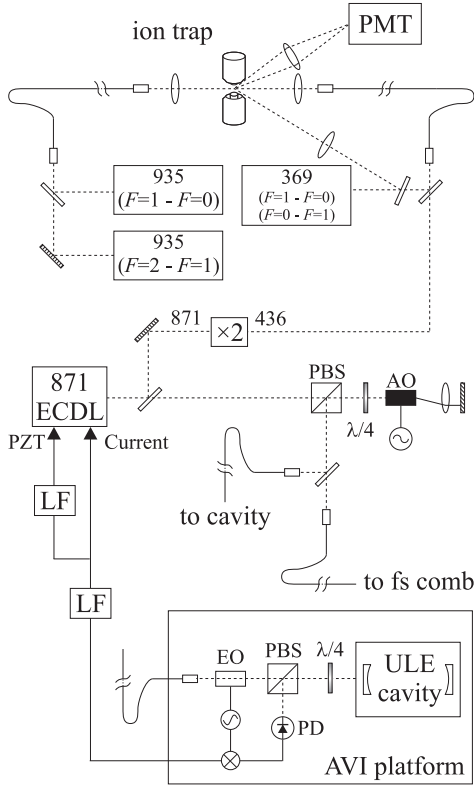 PMT
ion trap
935
(F=1 - F=0)
369
(F=1 - F=0)
(F=0 - F=1)
935
(F=2 - F=1)
871
×2
436
871
ECDL
PBS
AO
λ/4
PZT
Current
LF
to cavity
to fs comb
LF
EO
PBS
λ/4
ULE
cavity
PD
AVI platform